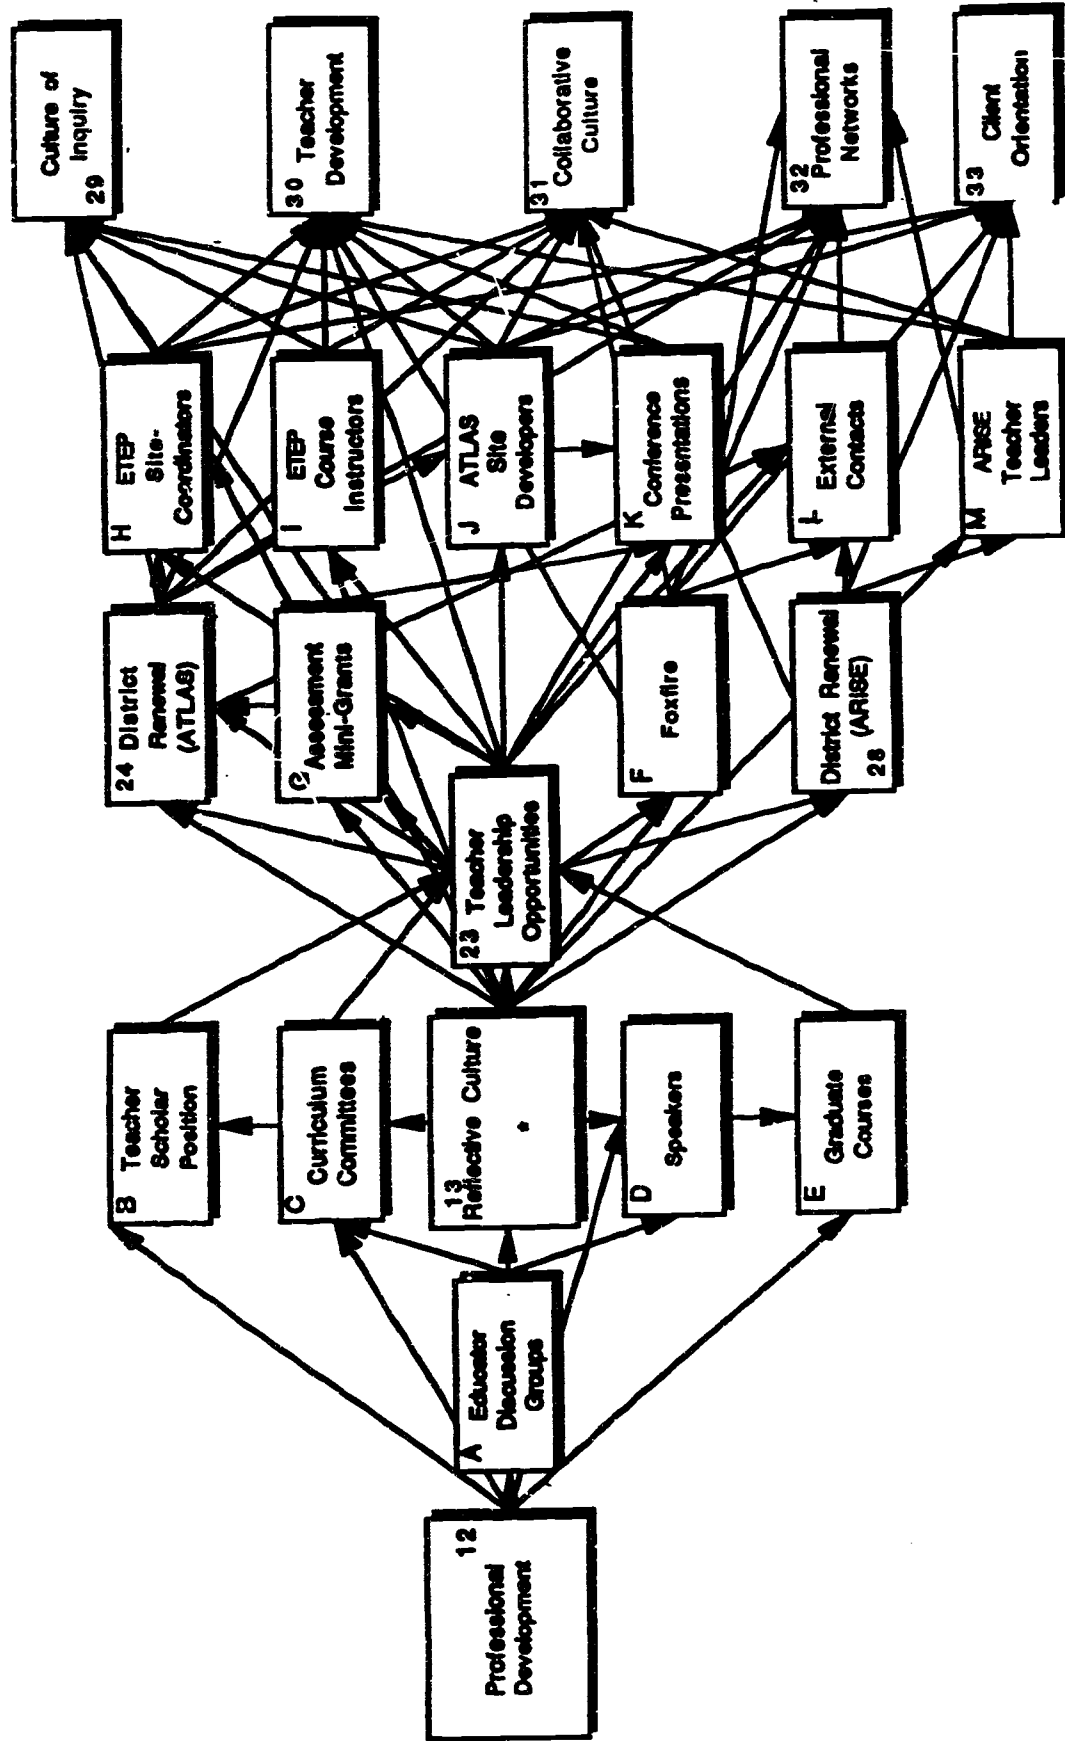 12
Professional
Development
A Educator
Discussion
Groups
B Teacher
Scholar
Position
C Curriculum
Committees
13
Reflective Culture
*
D Speakers
E Graduate
Courses
23 Teacher
Leadership
Opportunities
24 District
Renewal
(ATLAS)
G Assessment
Mini-Grants
F Foxfire
District Renewal
(ARISE)
28
H ETEP
Site-
Coordinators
I ETEP
Course
Instructors
J ATLAS
Site
Developers
K Conference
Presentations
L External
Contacts
M ARISE
Teacher
Leaders
Culture of
Inquiry
29
30 Teacher
Development
31 Collaborative
Culture
32 Professional
Networks
33 Client
Orientation